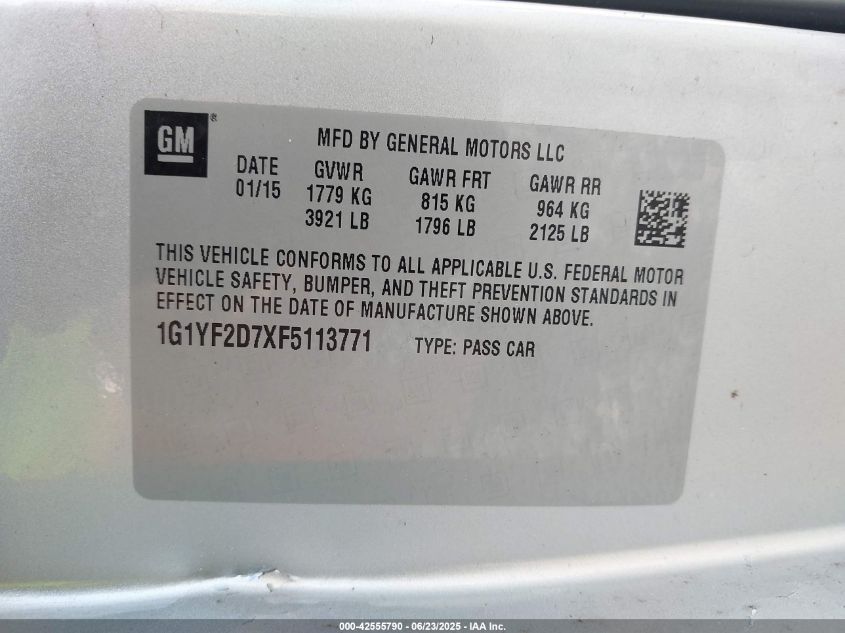 GM®
MFD BY GENERAL MOTORS LLC
DATE GVWR GAWR FRT GAWR RR
01/15 1779 KG 815 KG 964 KG
3921 LB 1796 LB 2125 LB
THIS VEHICLE CONFORMS TO ALL APPLICABLE U.S. FEDERAL MOTOR
VEHICLE SAFETY, BUMPER, AND THEFT PREVENTION STANDARDS IN
EFFECT ON THE DATE OF MANUFACTURE SHOWN ABOVE.
1G1YF2D7XF5113771 TYPE: PASS CAR
000-42555790 - 06/23/2025 - IAA Inc.